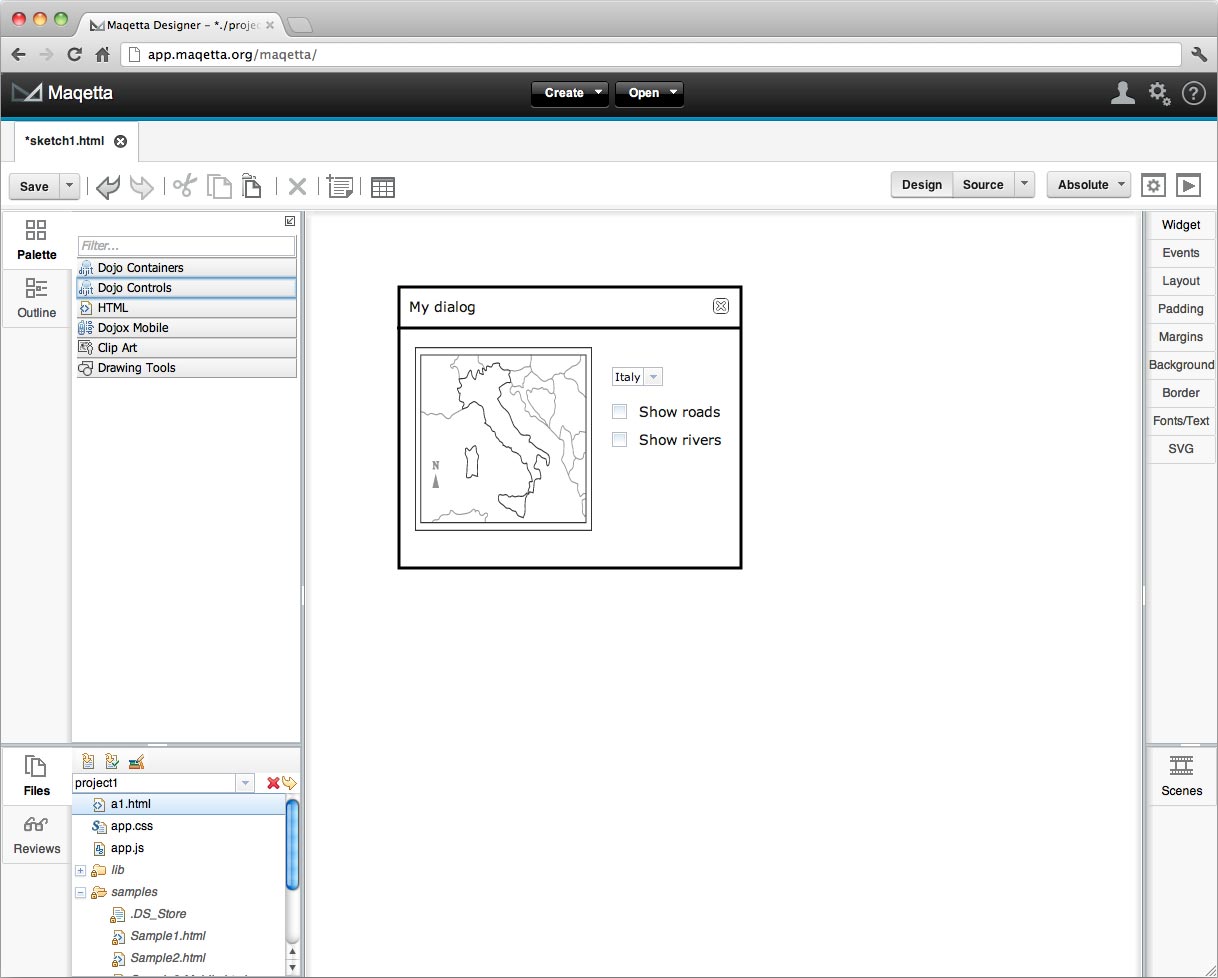 Maqetta Designer – *./projec
app.maqetta.org/maqetta/
Maqetta Create Open ?
*sketch1.html
Save Design Source Absolute
Palette
Outline
Filter...
Dojo Containers
Dojo Controls
HTML
Dojox Mobile
Clip Art
Drawing Tools
My dialog
N
Italy
Show roads
Show rivers
Widget
Events
Layout
Padding
Margins
Background
Border
Fonts/Text
SVG
Files
Reviews
project1
a1.html
app.css
app.js
lib
samples
.DS_Store
Sample1.html
Sample2.html
Scenes